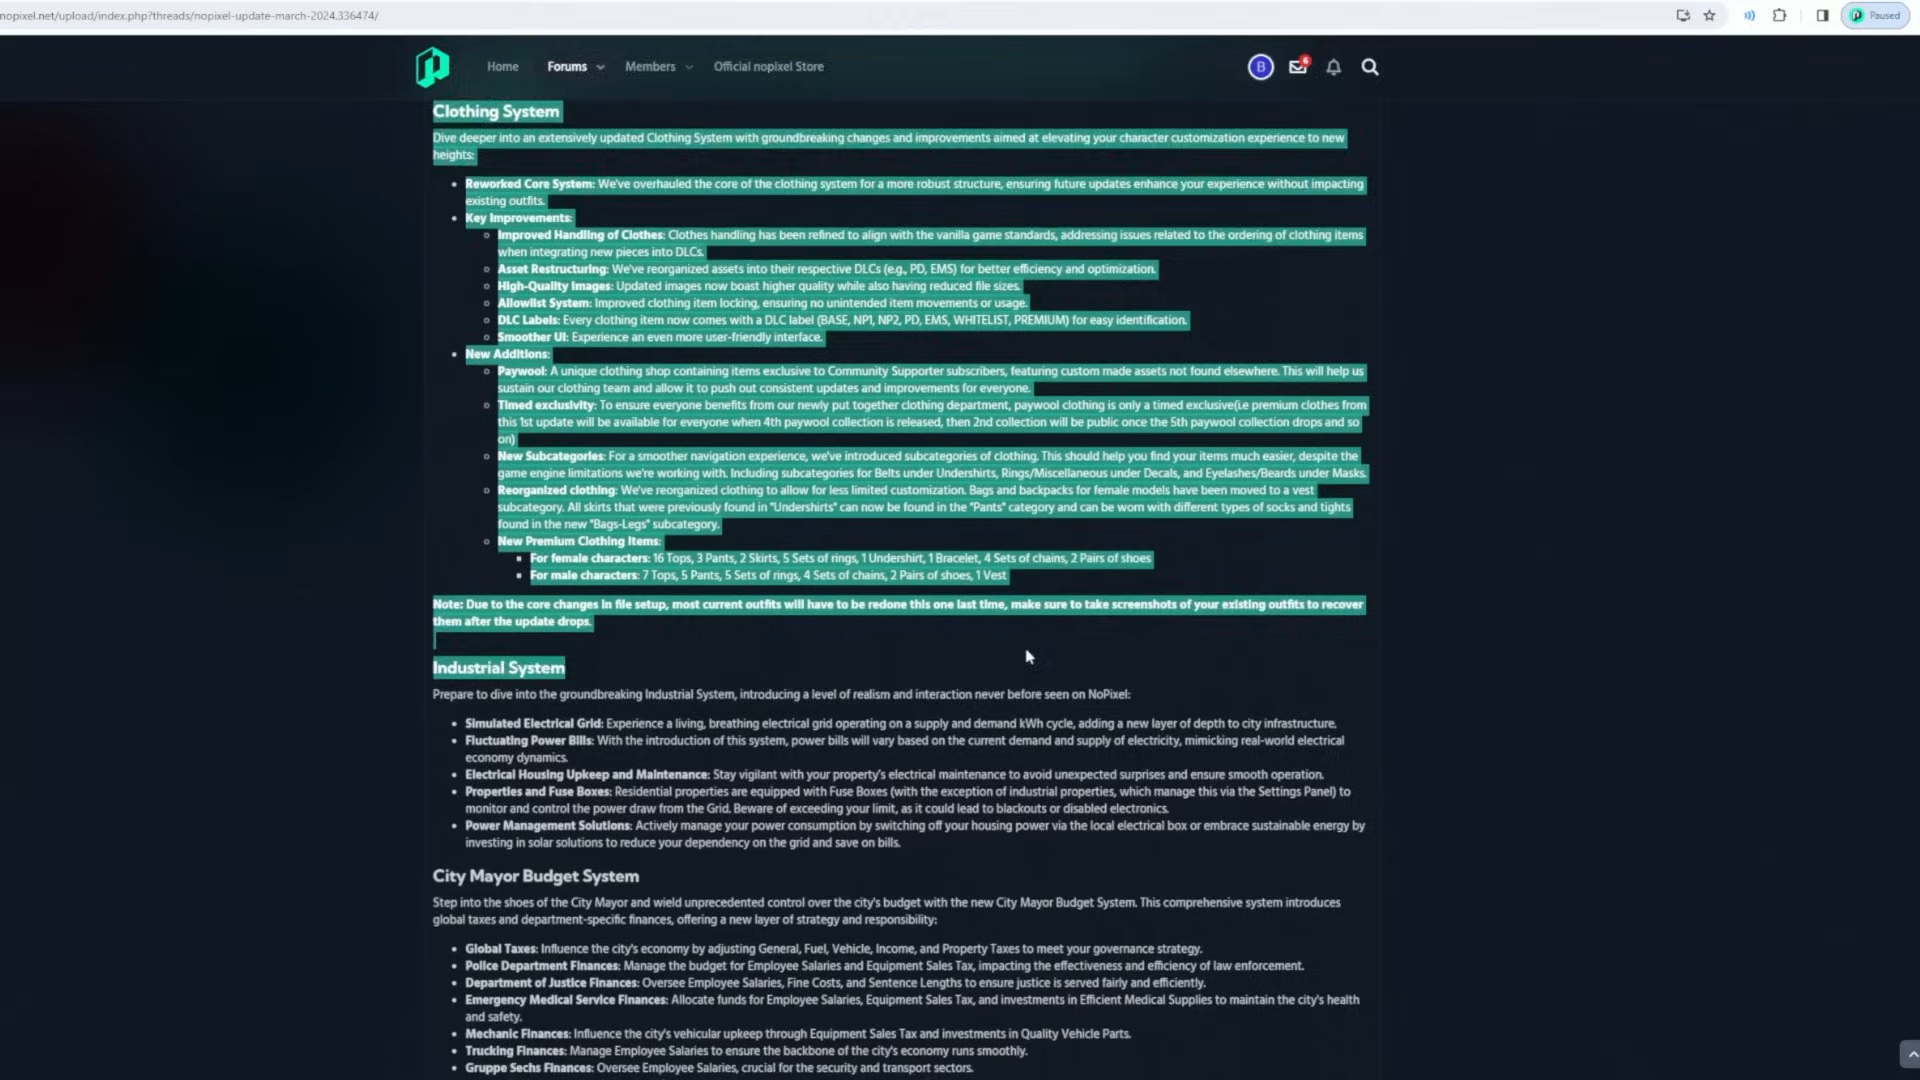 nopixel.net/upload/index.php?threads/nopixel-update-march-2024.336474/
Paused
Home
Forums
Members
Official nopixel Store
B
6
Clothing System
Dive deeper into an extensively updated Clothing System with groundbreaking changes and improvements aimed at elevating your character customization experience to new
heights:
Reworked Core System: We've overhauled the core of the clothing system for a more robust structure, ensuring future updates enhance your experience without impacting
existing outfits.
Key Improvements:
Improved Handling of Clothes: Clothes handling has been refined to align with the vanilla game standards, addressing issues related to the ordering of clothing items
when integrating new pieces into DLCs.
Asset Restructuring: We've reorganized assets into their respective DLCs (e.g., PD, EMS) for better efficiency and optimization.
High-Quality Images: Updated images now boast higher quality while also having reduced file sizes.
Allowlist System: Improved clothing item locking, ensuring no unintended item movements or usage.
DLC Labels: Every clothing item now comes with a DLC label (BASE, NP1, NP2, PD, EMS, WHITELIST, PREMIUM) for easy identification.
Smoother UI: Experience an even more user-friendly interface.
New Additions:
Paywool: A unique clothing shop containing items exclusive to Community Supporter subscribers, featuring custom made assets not found elsewhere. This will help us
sustain our clothing team and allow it to push out consistent updates and improvements for everyone.
Timed exclusivity: To ensure everyone benefits from our newly put together clothing department, paywool clothing is only a timed exclusive(i.e premium clothes from
this 1st update will be available for everyone when 4th paywool collection is released, then 2nd collection will be public once the 5th paywool collection drops and so
on)
New Subcategories: For a smoother navigation experience, we've introduced subcategories of clothing. This should help you find your items much easier, despite the
game engine limitations we're working with. Including subcategories for Belts under Undershirts, Rings/Miscellaneous under Decals, and Eyelashes/Beards under Masks.
Reorganized clothing: We've reorganized clothing to allow for less limited customization. Bags and backpacks for female models have been moved to a vest
subcategory. All skirts that were previously found in "Undershirts" can now be found in the "Pants" category and can be worn with different types of socks and tights
found in the new "Bags-Legs" subcategory.
New Premium Clothing Items:
For female characters: 16 Tops, 3 Pants, 2 Skirts, 5 Sets of rings, 1 Undershirt, 1 Bracelet, 4 Sets of chains, 2 Pairs of shoes
For male characters: 7 Tops, 5 Pants, 5 Sets of rings, 4 Sets of chains, 2 Pairs of shoes, 1 Vest
Note: Due to the core changes in file setup, most current outfits will have to be redone this one last time, make sure to take screenshots of your existing outfits to recover
them after the update drops.
Industrial System
Prepare to dive into the groundbreaking Industrial System, introducing a level of realism and interaction never before seen on NoPixel:
Simulated Electrical Grid: Experience a living, breathing electrical grid operating on a supply and demand kWh cycle, adding a new layer of depth to city infrastructure.
Fluctuating Power Bills: With the introduction of this system, power bills will vary based on the current demand and supply of electricity, mimicking real-world electrical
economy dynamics.
Electrical Housing Upkeep and Maintenance: Stay vigilant with your property's electrical maintenance to avoid unexpected surprises and ensure smooth operation.
Properties and Fuse Boxes: Residential properties are equipped with Fuse Boxes (with the exception of industrial properties, which manage this via the Settings Panel) to
monitor and control the power draw from the Grid. Beware of exceeding your limit, as it could lead to blackouts or disabled electronics.
Power Management Solutions: Actively manage your power consumption by switching off your housing power via the local electrical box or embrace sustainable energy by
investing in solar solutions to reduce your dependency on the grid and save on bills.
City Mayor Budget System
Step into the shoes of the City Mayor and wield unprecedented control over the city's budget with the new City Mayor Budget System. This comprehensive system introduces
global taxes and department-specific finances, offering a new layer of strategy and responsibility:
Global Taxes: Influence the city's economy by adjusting General, Fuel, Vehicle, Income, and Property Taxes to meet your governance strategy.
Police Department Finances: Manage the budget for Employee Salaries and Equipment Sales Tax, impacting the effectiveness and efficiency of law enforcement.
Department of Justice Finances: Oversee Employee Salaries, Fine Costs, and Sentence Lengths to ensure justice is served fairly and efficiently.
Emergency Medical Service Finances: Allocate funds for Employee Salaries, Equipment Sales Tax, and investments in Efficient Medical Supplies to maintain the city's health
and safety.
Mechanic Finances: Influence the city's vehicular upkeep through Equipment Sales Tax and investments in Quality Vehicle Parts.
Trucking Finances: Manage Employee Salaries to ensure the backbone of the city's economy runs smoothly.
Gruppe Sechs Finances: Oversee Employee Salaries, crucial for the security and transport sectors.